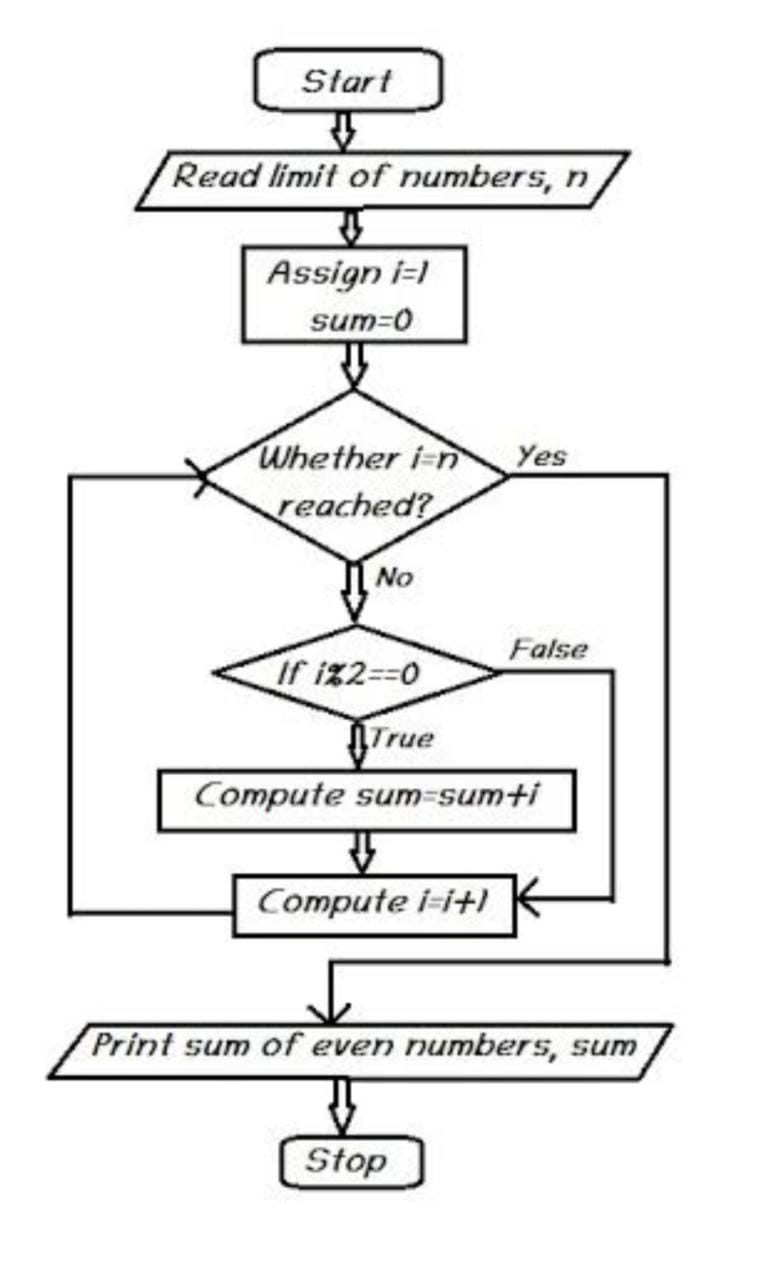 Start
Read limit of numbers, n
Assign i=1
sum=0
Whether i=n
reached?
Yes
No
If i%2==0
False
True
Compute sum=sum+i
Compute i=i+1
Print sum of even numbers, sum
Stop